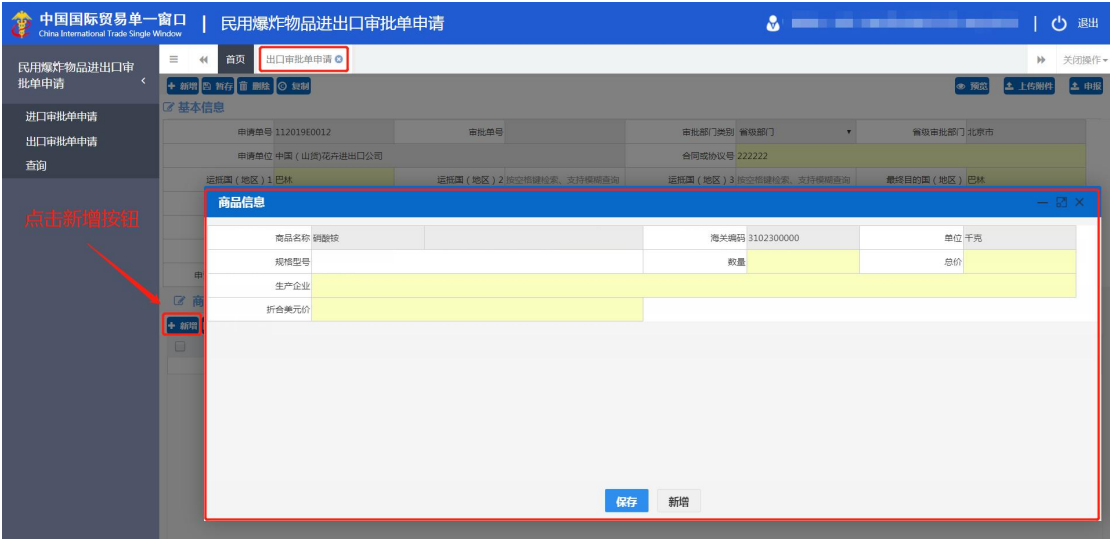 中国国际贸易单一窗口 | 民用爆炸物品进出口审批单申请 退出
China International Trade Single Window
民用爆炸物品进出口审批单申请
首页 出口审批单申请 关闭操作
进口审批单申请
出口审批单申请
查询
新增 暂存 删除 复制 预览 上传附件 申报
基本信息
申请单号 112019E0012 审批单号 审批部门类别 省级部门 省级审批部门 北京市
申请单位 中国(山货)花卉进出口公司 合同或协议号 222222
运抵国(地区)1 巴林 运抵国(地区)2 按空格键检索、支持模糊查询 运抵国(地区)3 按空格键检索、支持模糊查询 最终目的国(地区) 巴林
点击新增按钮
申
商
新增
商品信息
商品名称 硝酸铵 海关编码 3102300000 单位 千克
规格型号 数量 总价
生产企业
折合美元价
保存 新增